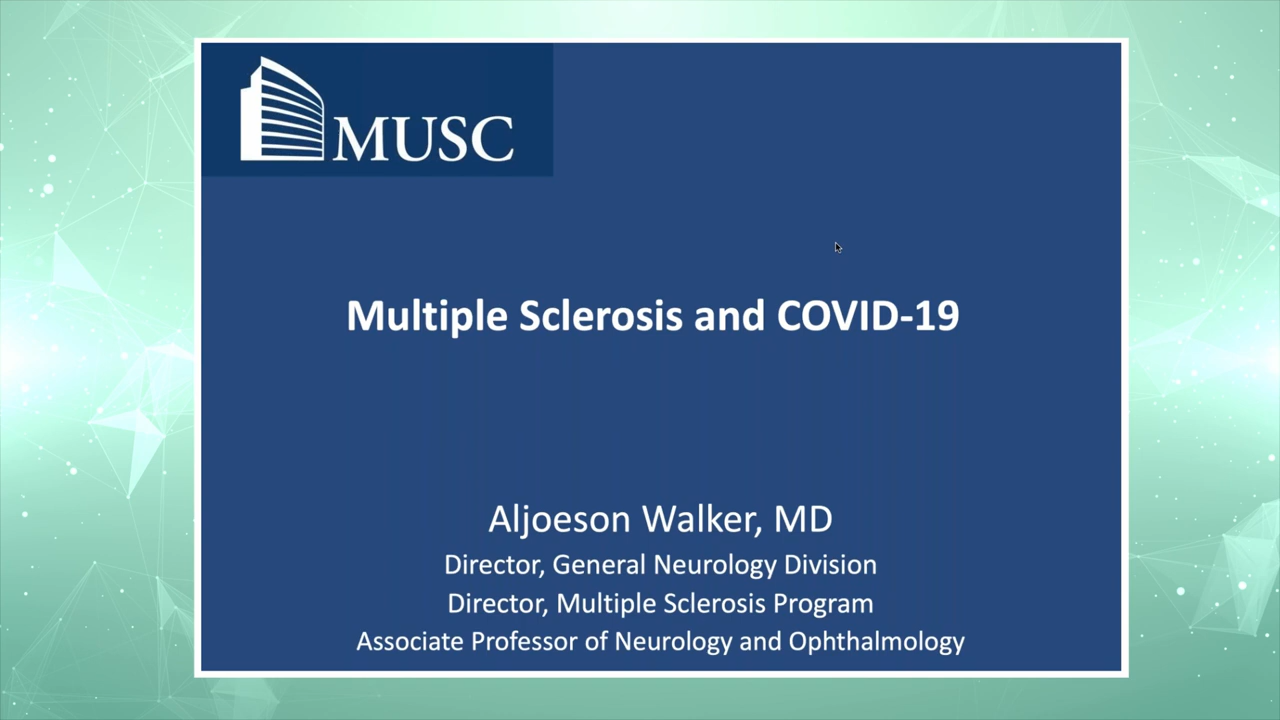 MUSC
Multiple Sclerosis and COVID-19
Aljoeson Walker, MD
Director, General Neurology Division
Director, Multiple Sclerosis Program
Associate Professor of Neurology and Ophthalmology